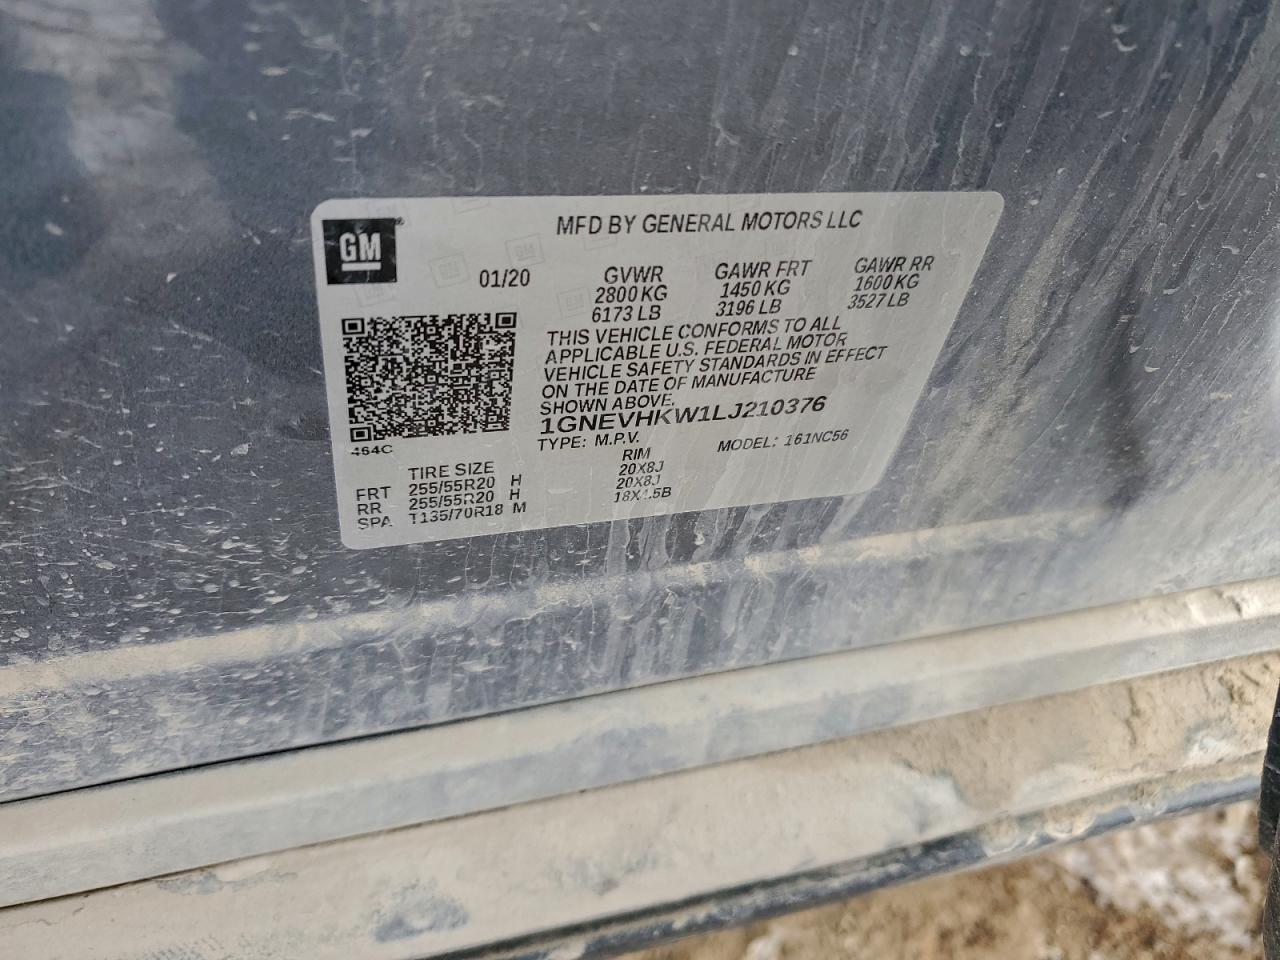 GM
MFD BY GENERAL MOTORS LLC
01/20
GVWR GAWR FRT GAWR RR
2800 KG 1450 KG 1600 KG
6173 LB 3196 LB 3527 LB
THIS VEHICLE CONFORMS TO ALL
APPLICABLE U.S. FEDERAL MOTOR
VEHICLE SAFETY STANDARDS IN EFFECT
ON THE DATE OF MANUFACTURE
SHOWN ABOVE.
1GNEVHKW1LJ210376
TYPE: M.P.V. MODEL: 161NC56
464C
TIRE SIZE RIM
FRT 255/55R20 H 20X8J
RR 255/55R20 H 20X8J
SPA T135/70R18 M 18X4.5B